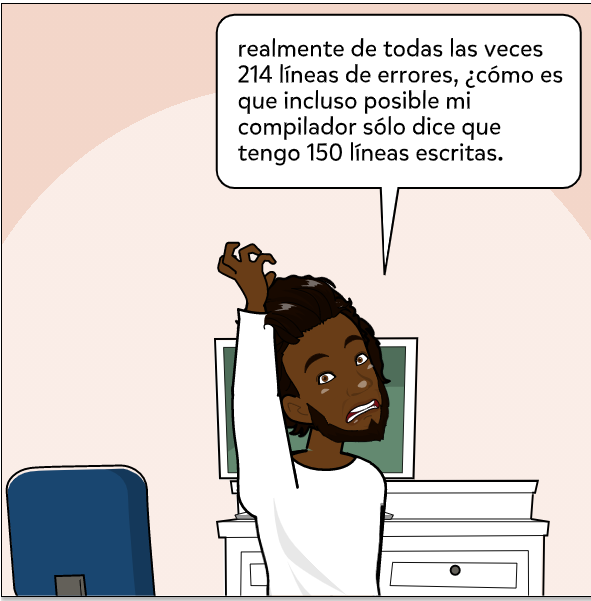 realmente de todas las veces
214 líneas de errores, ¿cómo es
que incluso posible mi
compilador sólo dice que
tengo 150 líneas escritas.